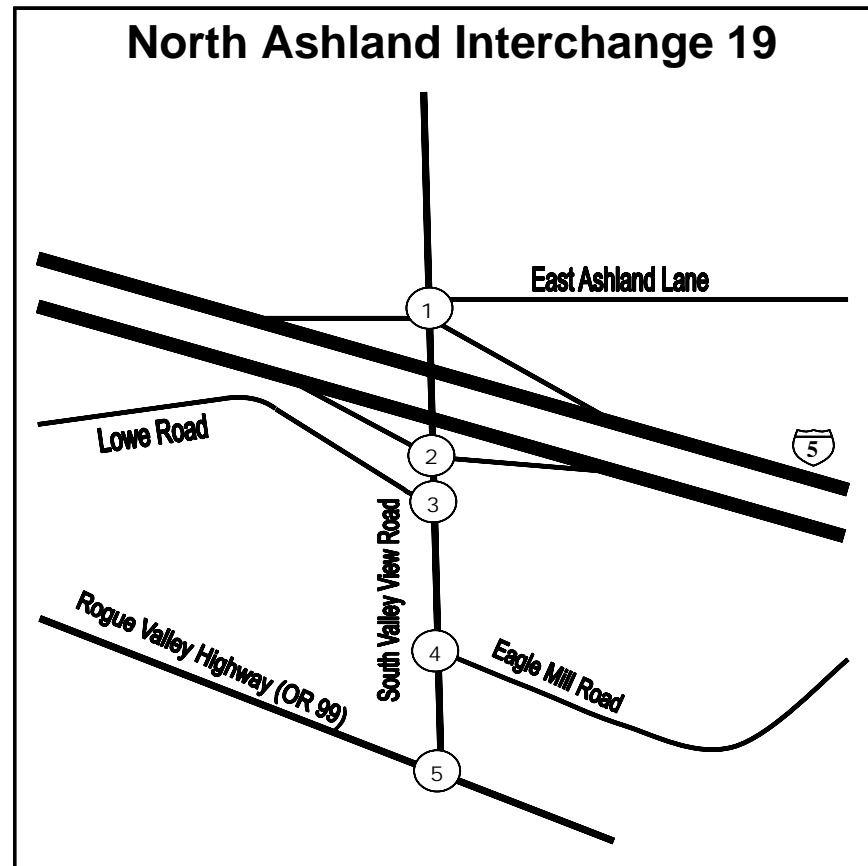 North Ashland Interchange 19
East Ashland Lane
1
Lowe Road
5
2
3
South Valley View Road
Rogue Valley Highway (OR 99)
4
Eagle Mill Road
5